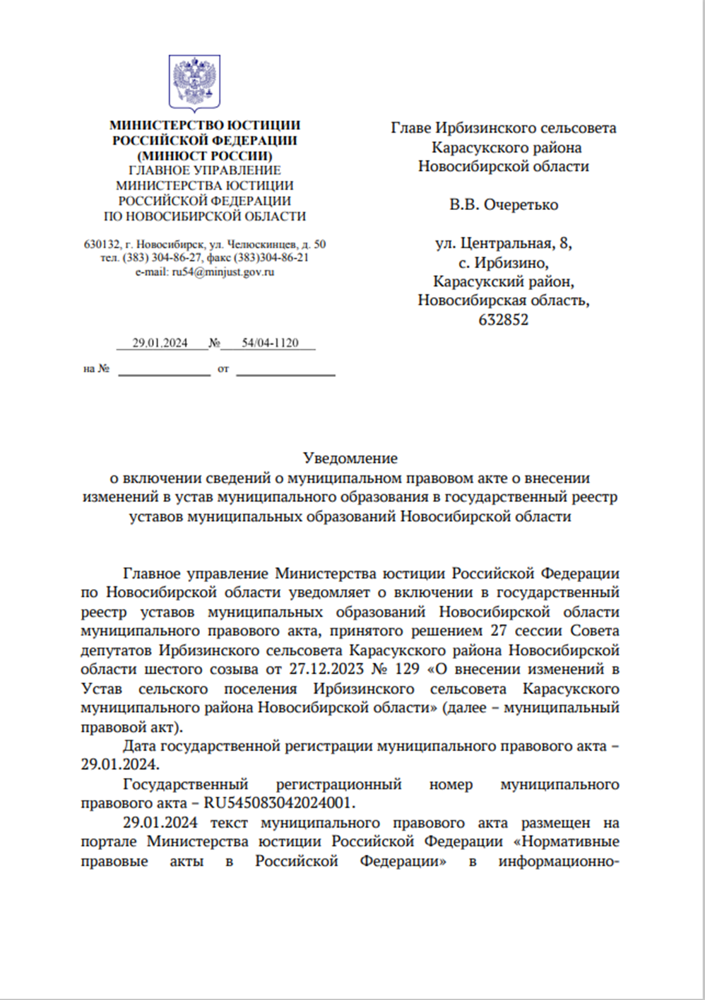 МИНИСТЕРСТВО ЮСТИЦИИ
РОССИЙСКОЙ ФЕДЕРАЦИИ
(МИНЮСТ РОССИИ)
ГЛАВНОЕ УПРАВЛЕНИЕ
МИНИСТЕРСТВА ЮСТИЦИИ
РОССИЙСКОЙ ФЕДЕРАЦИИ
ПО НОВОСИБИРСКОЙ ОБЛАСТИ
630132, г. Новосибирск, ул. Челюскинцев, д. 50
тел. (383) 304-86-27, факс (383)304-86-21
e-mail: ru54@minjust.gov.ru
29.01.2024 № 54/04-1120
на № от
Главе Ирбизинского сельсовета
Карасукского района
Новосибирской области
В.В. Очеретько
ул. Центральная, 8,
с. Ирбизино,
Карасукский район,
Новосибирская область,
632852
Уведомление
о включении сведений о муниципальном правовом акте о внесении
изменений в устав муниципального образования в государственный реестр
уставов муниципальных образований Новосибирской области
Главное управление Министерства юстиции Российской Федерации
по Новосибирской области уведомляет о включении в государственный
реестр уставов муниципальных образований Новосибирской области
муниципального правового акта, принятого решением 27 сессии Совета
депутатов Ирбизинского сельсовета Карасукского района Новосибирской
области шестого созыва от 27.12.2023 № 129 «О внесении изменений в
Устав сельского поселения Ирбизинского сельсовета Карасукского
муниципального района Новосибирской области» (далее – муниципальный
правовой акт).
Дата государственной регистрации муниципального правового акта –
29.01.2024.
Государственный регистрационный номер муниципального
правового акта – RU545083042024001.
29.01.2024 текст муниципального правового акта размещен на
портале Министерства юстиции Российской Федерации «Нормативные
правовые акты в Российской Федерации» в информационно-